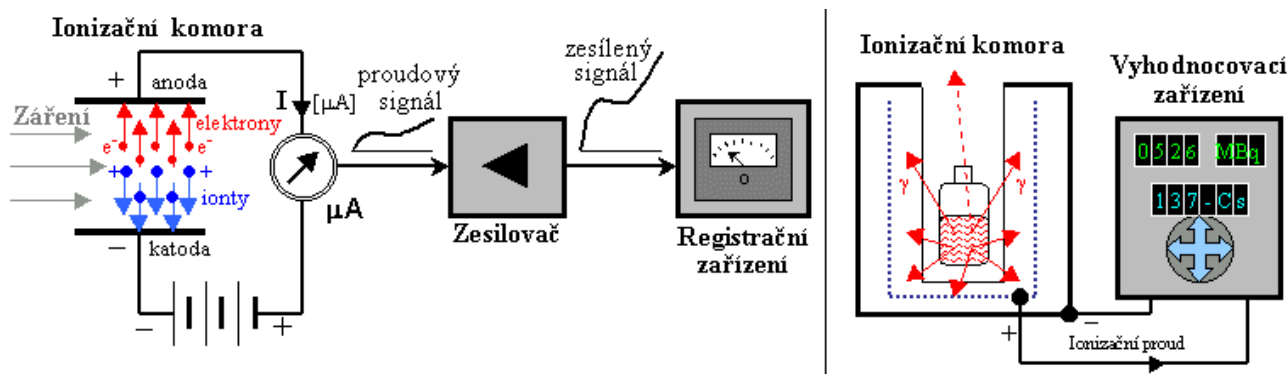 Ionizační komora
+
anoda
I [µA]
Záření
elektrony
e-
e-
+
+
ionty
µA
−
katoda
−
+
proudový
signál
Zesilovač
zesílený
signál
0
Registrační
zařízení
Ionizační komora
γ
γ
+
−
Ionizační proud
Vyhodnocovací
zařízení
0526 MBq
137-Cs